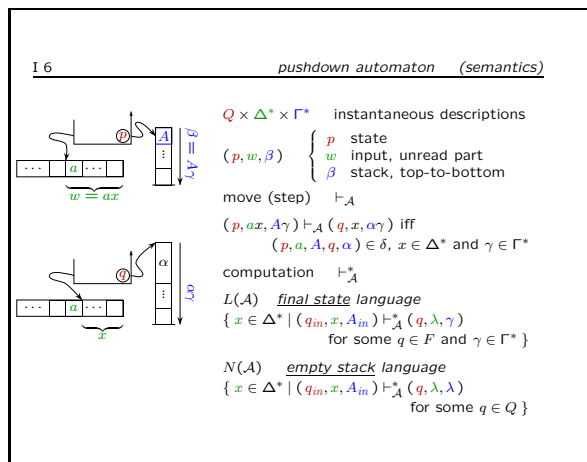 I 6 pushdown automaton (semantics)
Q × Δ* × Γ* instantaneous descriptions
( p, w, β ) { p state
w input, unread part
β stack, top-to-bottom
move (step) ⊢𝒜
( p, ax, Aγ ) ⊢𝒜 ( q, x, αγ ) iff
( p, a, A, q, α ) ∈ δ, x ∈ Δ* and γ ∈ Γ*
computation ⊢*𝒜
L(𝒜) final state language
{ x ∈ Δ* | ( q_in, x, A_in ) ⊢*𝒜 ( q, λ, γ )
for some q ∈ F and γ ∈ Γ* }
N(𝒜) empty stack language
{ x ∈ Δ* | ( q_in, x, A_in ) ⊢*𝒜 ( q, λ, λ )
for some q ∈ Q }
p
A
⋮
β = Aγ
··· a ···
w = ax
q
α
⋮
αγ
··· a ···
x